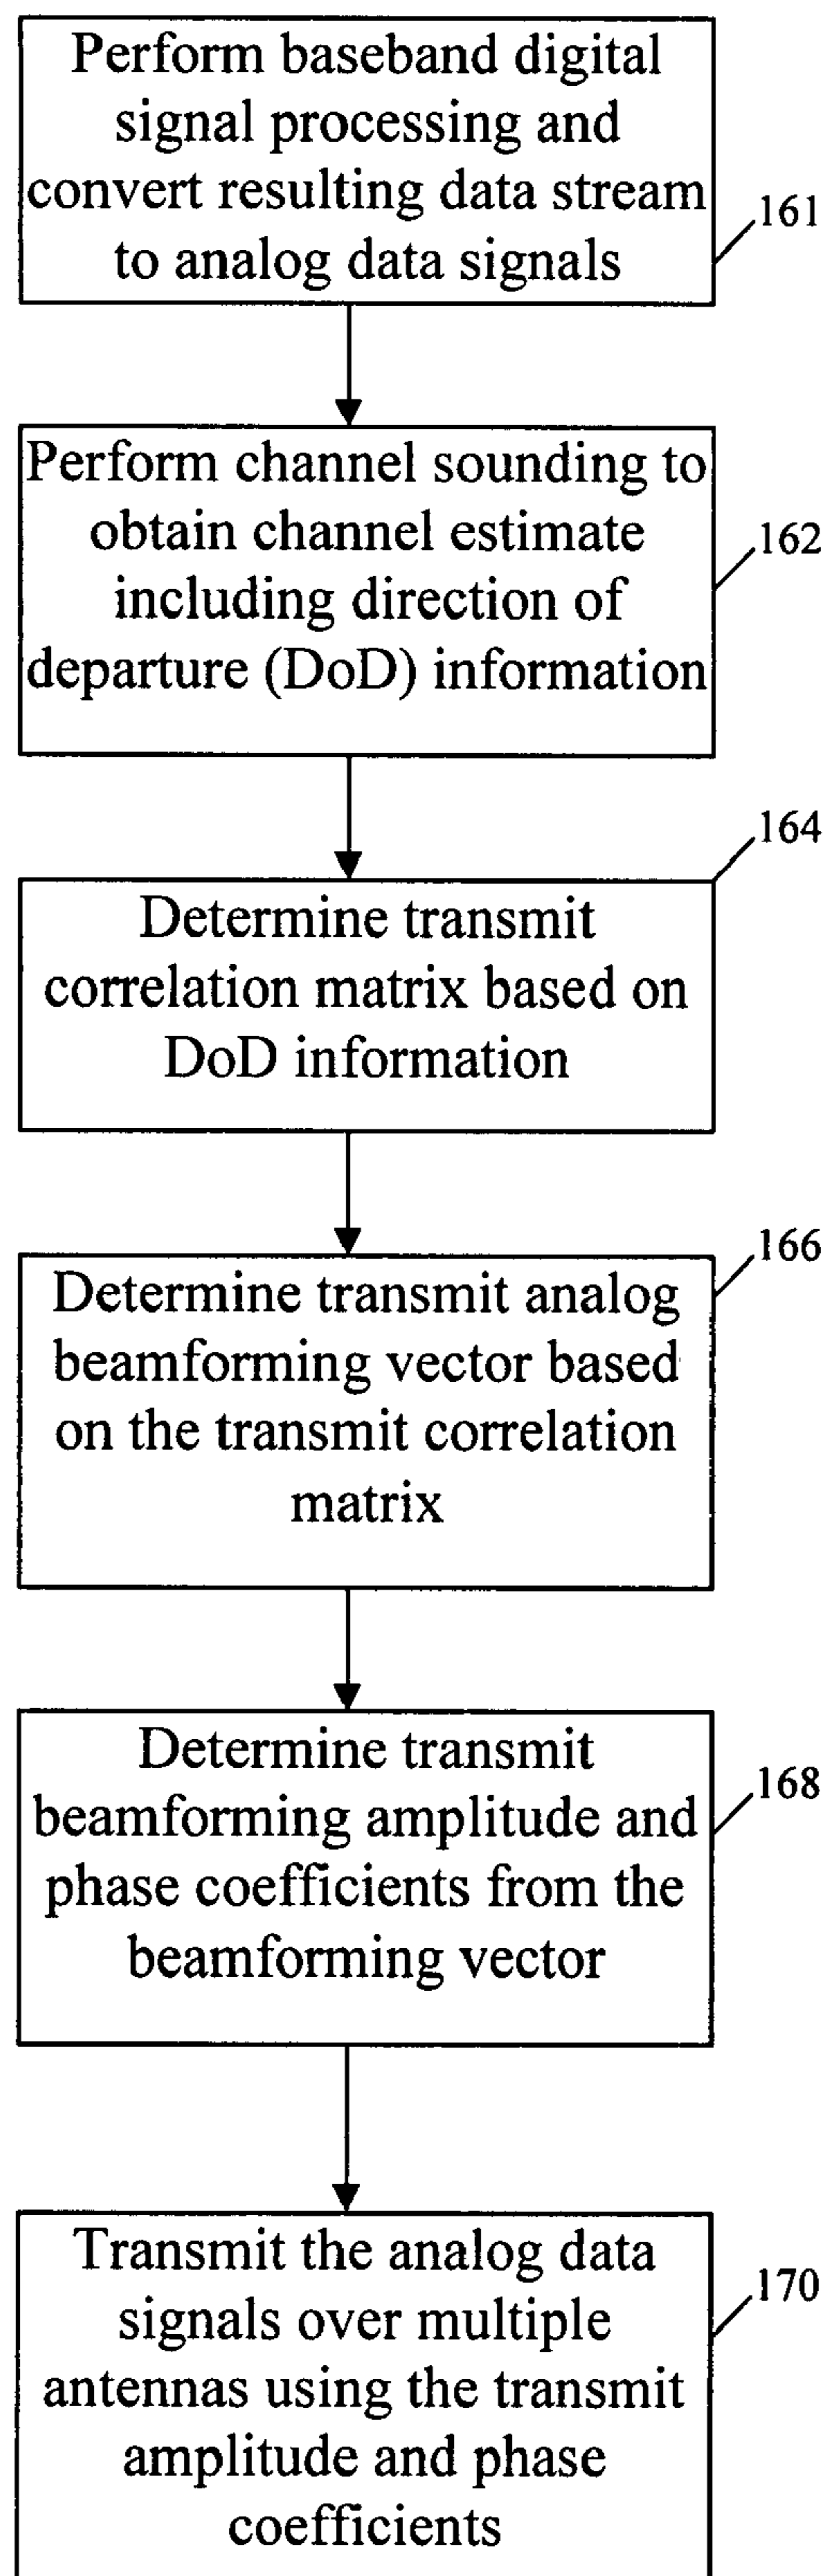 Perform baseband digital
signal processing and
convert resulting data stream
to analog data signals
161
Perform channel sounding to
obtain channel estimate
including direction of
departure (DoD) information
162
164
Determine transmit
correlation matrix based on
DoD information
166
Determine transmit analog
beamforming vector based
on the transmit correlation
matrix
Determine transmit
beamforming amplitude and
phase coefficients from the
beamforming vector
168
Transmit the analog data
signals over multiple
antennas using the transmit
amplitude and phase
coefficients
170